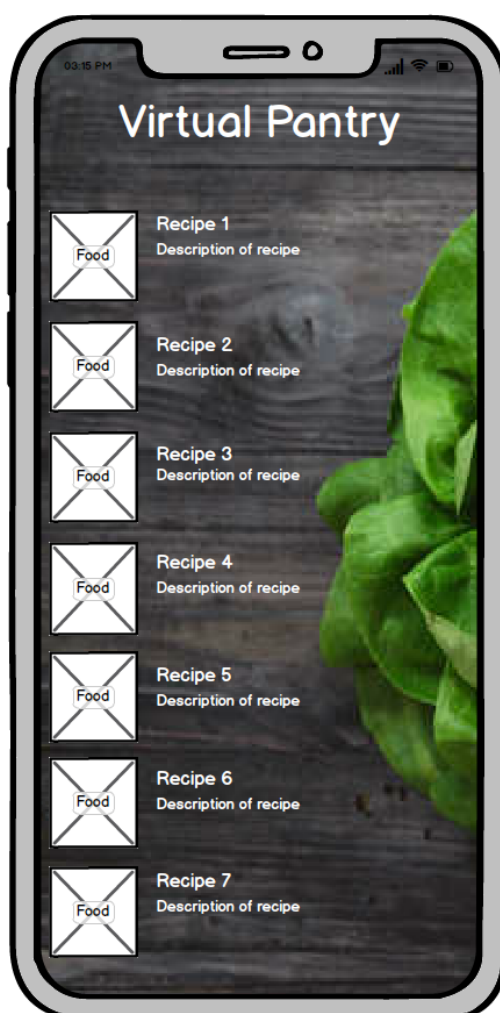 03:15 PM
Virtual Pantry
Food
Recipe 1
Description of recipe
Food
Recipe 2
Description of recipe
Food
Recipe 3
Description of recipe
Food
Recipe 4
Description of recipe
Food
Recipe 5
Description of recipe
Food
Recipe 6
Description of recipe
Food
Recipe 7
Description of recipe